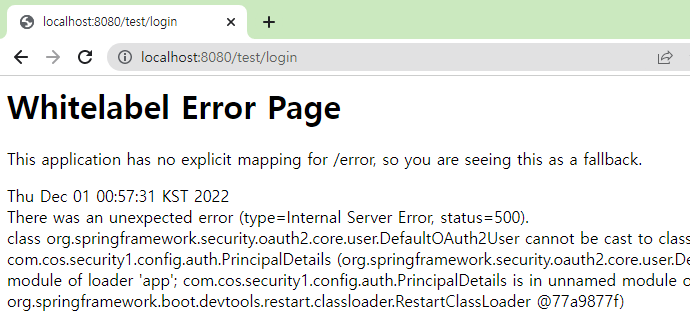 localhost:8080/test/login
localhost:8080/test/login
Whitelabel Error Page
This application has no explicit mapping for /error, so you are seeing this as a fallback.
Thu Dec 01 00:57:31 KST 2022
There was an unexpected error (type=Internal Server Error, status=500).
class org.springframework.security.oauth2.core.user.DefaultOAuth2User cannot be cast to class
com.cos.security1.config.auth.PrincipalDetails (org.springframework.security.oauth2.core.user.De
module of loader 'app'; com.cos.security1.config.auth.PrincipalDetails is in unnamed module o
org.springframework.boot.devtools.restart.classloader.RestartClassLoader @77a9877f)